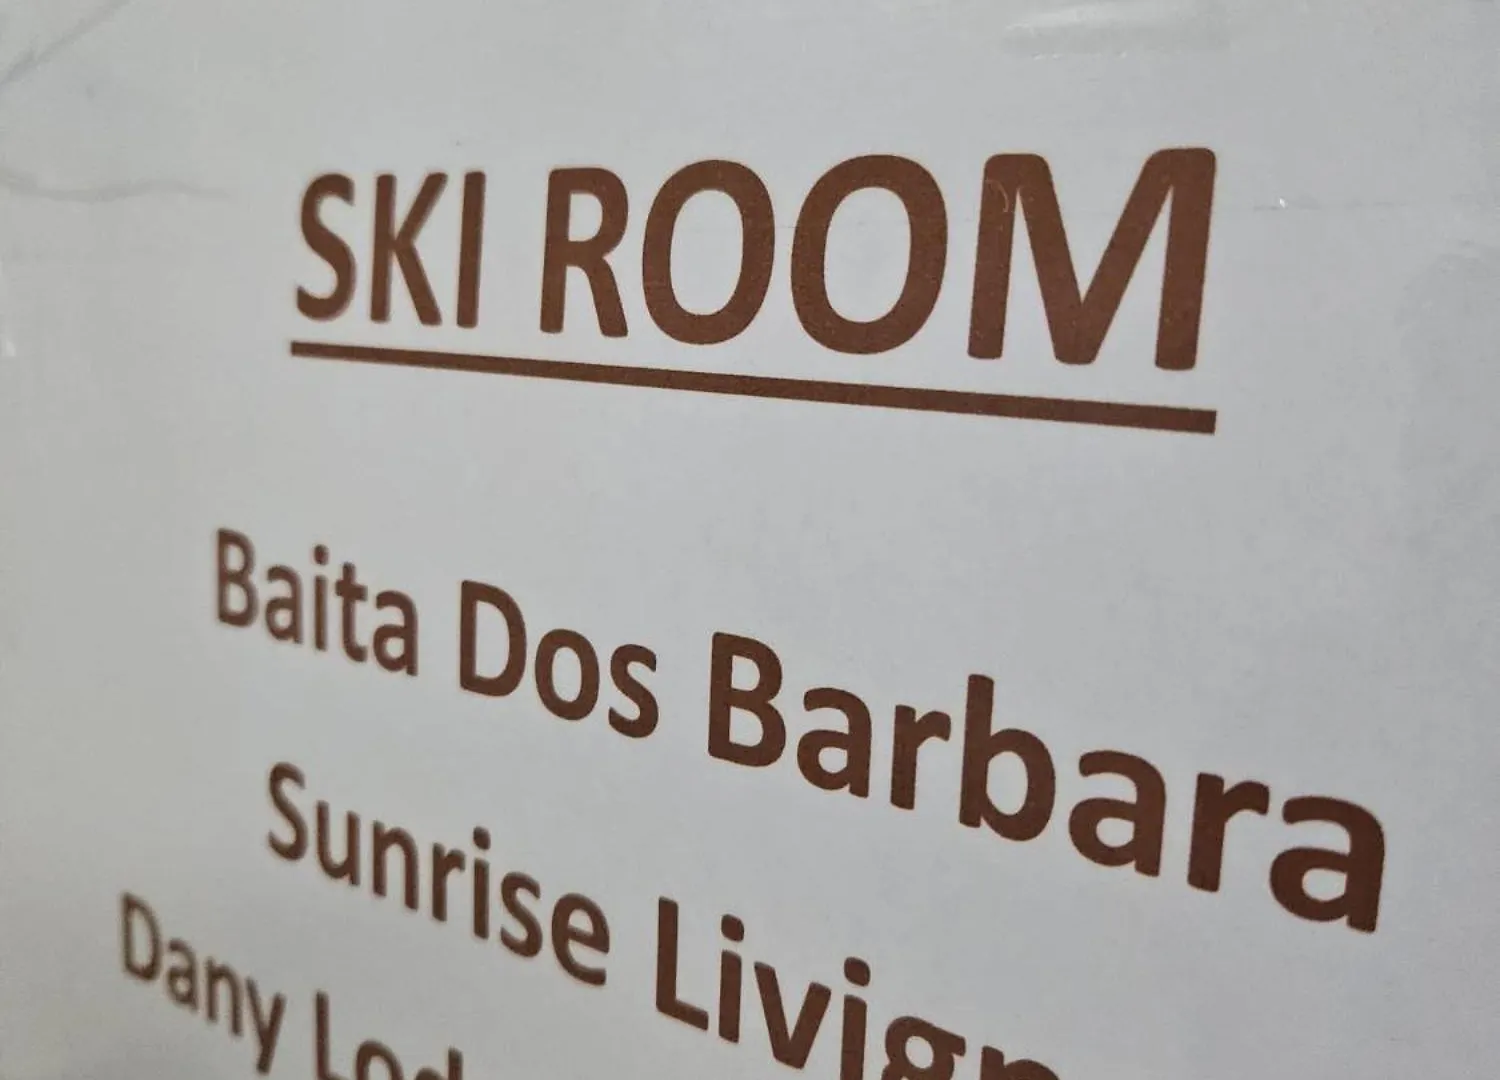 SKI ROOM
Baita Dos Barbara
Sunrise
Dany